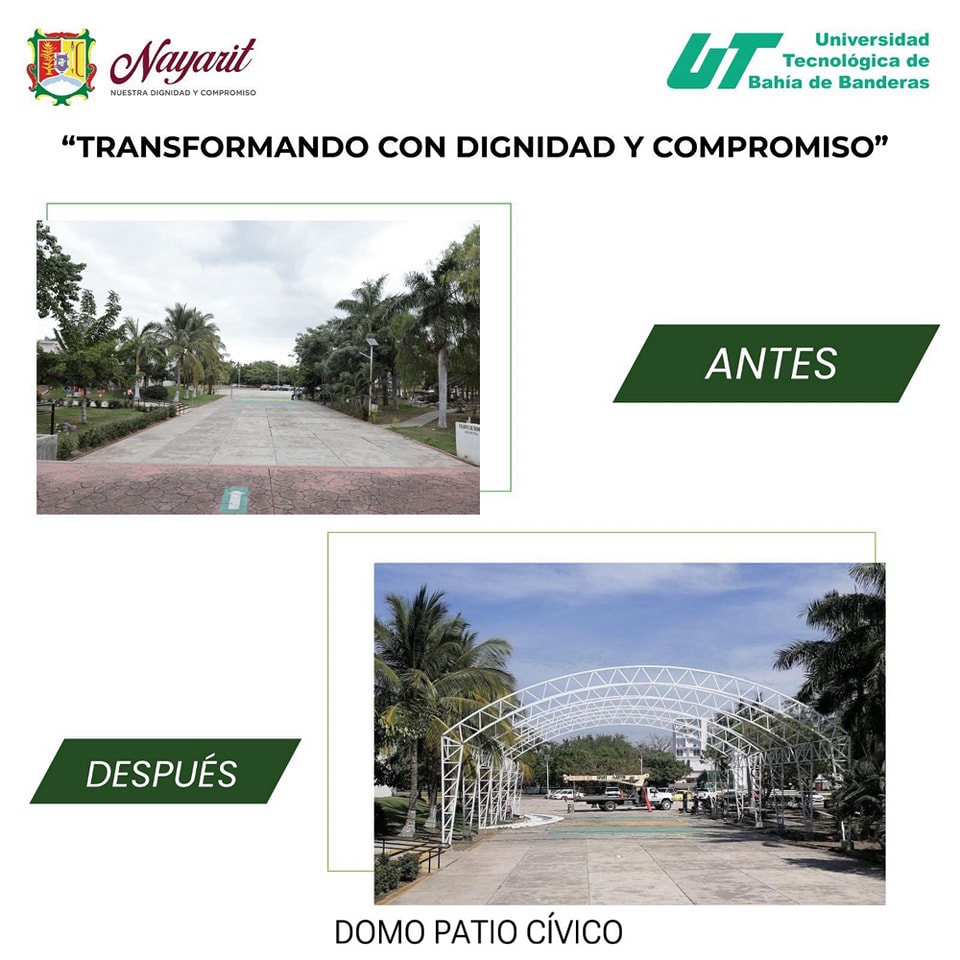 Nayarit
NUESTRA DIGNIDAD Y COMPROMISO
UT
Universidad
Tecnológica de
Bahía de Banderas
“TRANSFORMANDO CON DIGNIDAD Y COMPROMISO”
ANTES
DESPUÉS
DOMO PATIO CÍVICO